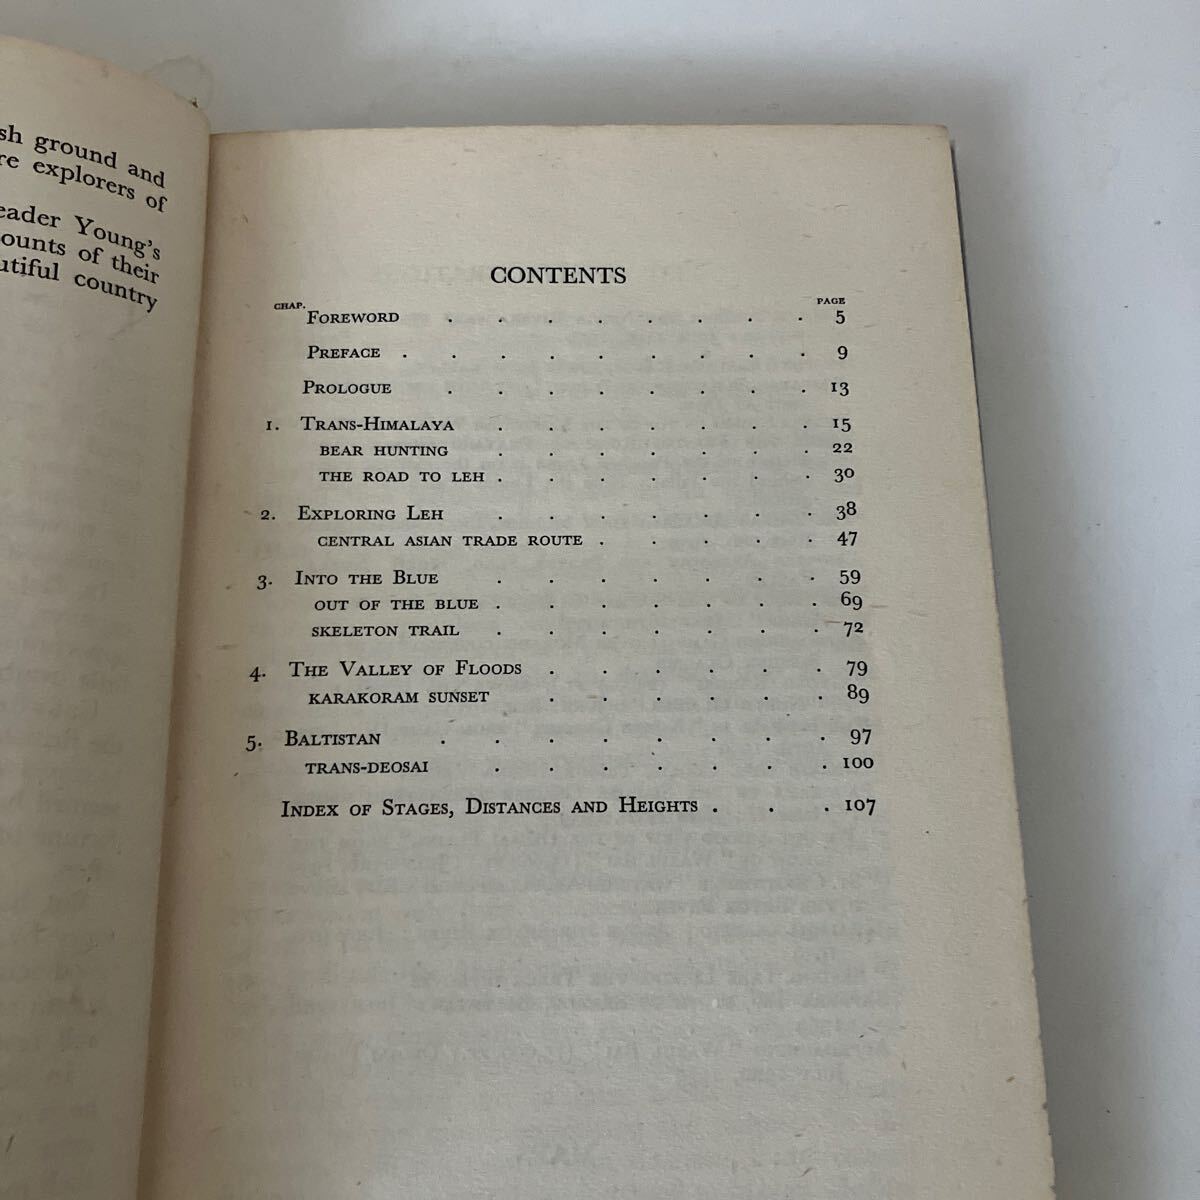 sh ground and
re explorers of
eader Young's
ounts of their
utiful country
CONTENTS
CHAP. PAGE
FOREWORD . . . . . . . . 5
PREFACE . . . . . . . . . 9
PROLOGUE . . . . . . . . 13
1. TRANS-HIMALAYA . . . . . . . 15
BEAR HUNTING . . . . . . . 22
THE ROAD TO LEH . . . . . . . 30
2. EXPLORING LEH . . . . . . . 38
CENTRAL ASIAN TRADE ROUTE . . . . . 47
3. INTO THE BLUE . . . . . . . 59
OUT OF THE BLUE . . . . . . . 69
SKELETON TRAIL . . . . . . . 72
4. THE VALLEY OF FLOODS . . . . . . 79
KARAKORAM SUNSET . . . . . . 89
5. BALTISTAN . . . . . . . . 97
TRANS-DEOSAI . . . . . . . 100
INDEX OF STAGES, DISTANCES AND HEIGHTS . . . 107